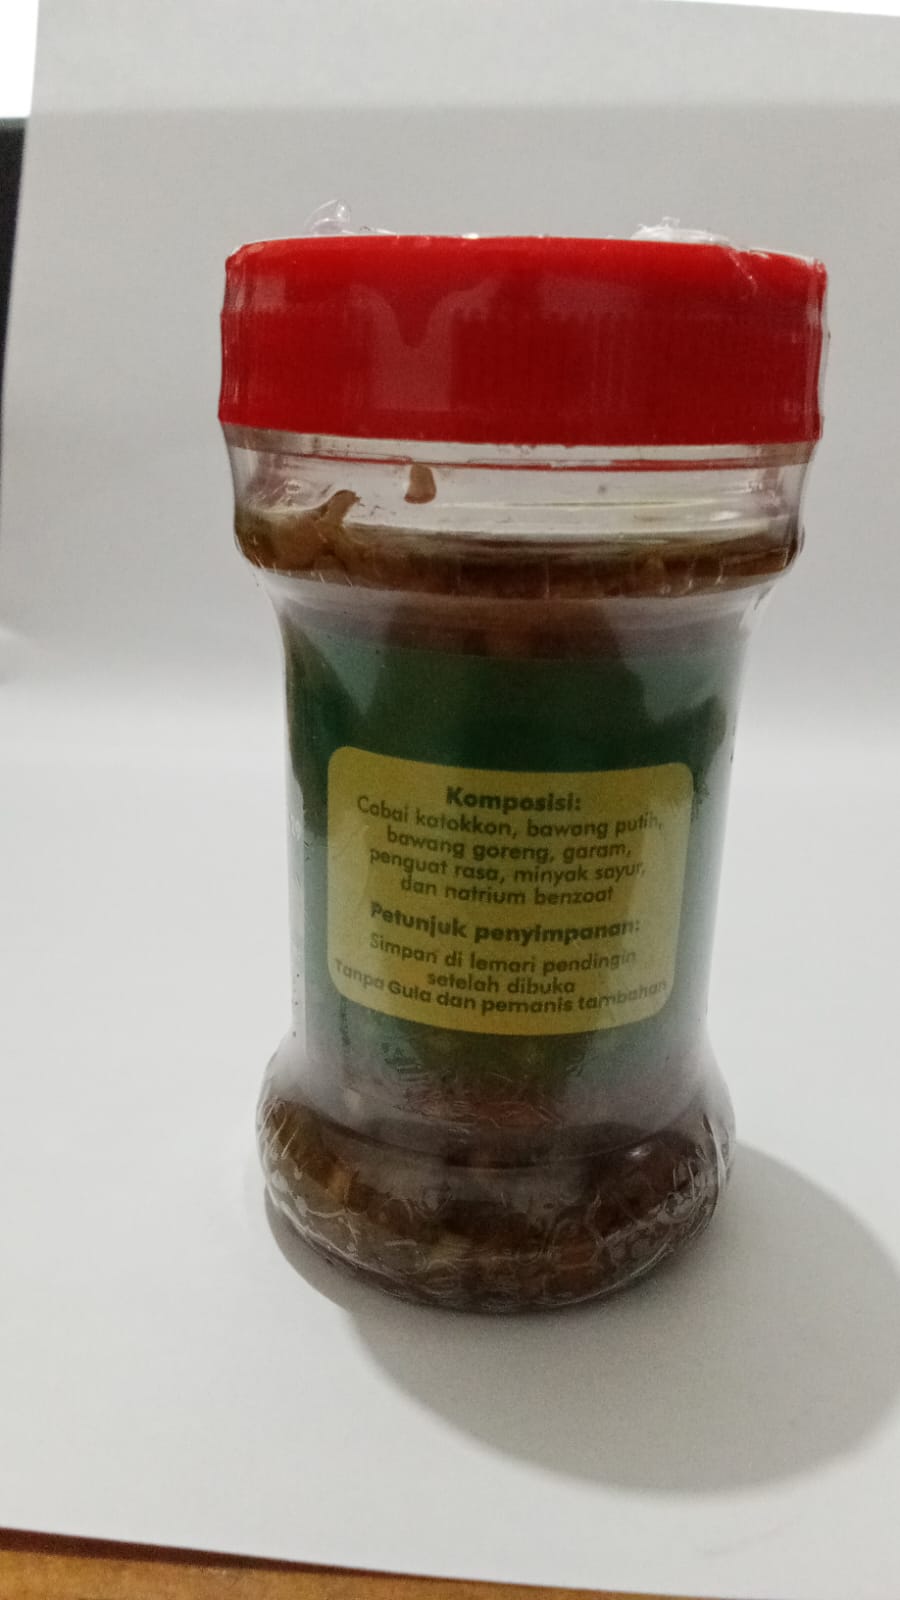 Komposisi:
Cabai katokkon, bawang putih,
bawang goreng, garam,
penguat rasa, minyak sayur,
dan natrium benzoat
Petunjuk penyimpanan:
Simpan di lemari pendingin
setelah dibuka
Tanpa Gula dan pemanis tambahan